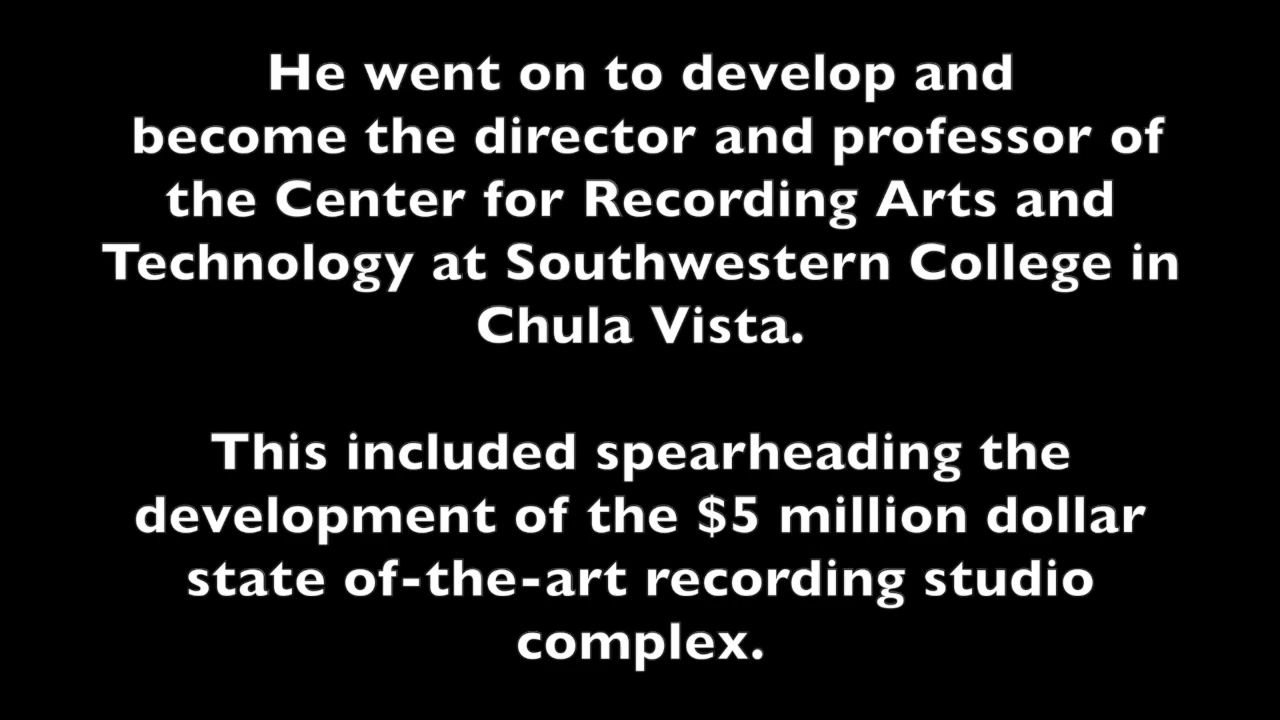 He went on to develop and
become the director and professor of
the Center for Recording Arts and
Technology at Southwestern College in
Chula Vista.
This included spearheading the
development of the $5 million dollar
state of-the-art recording studio
complex.